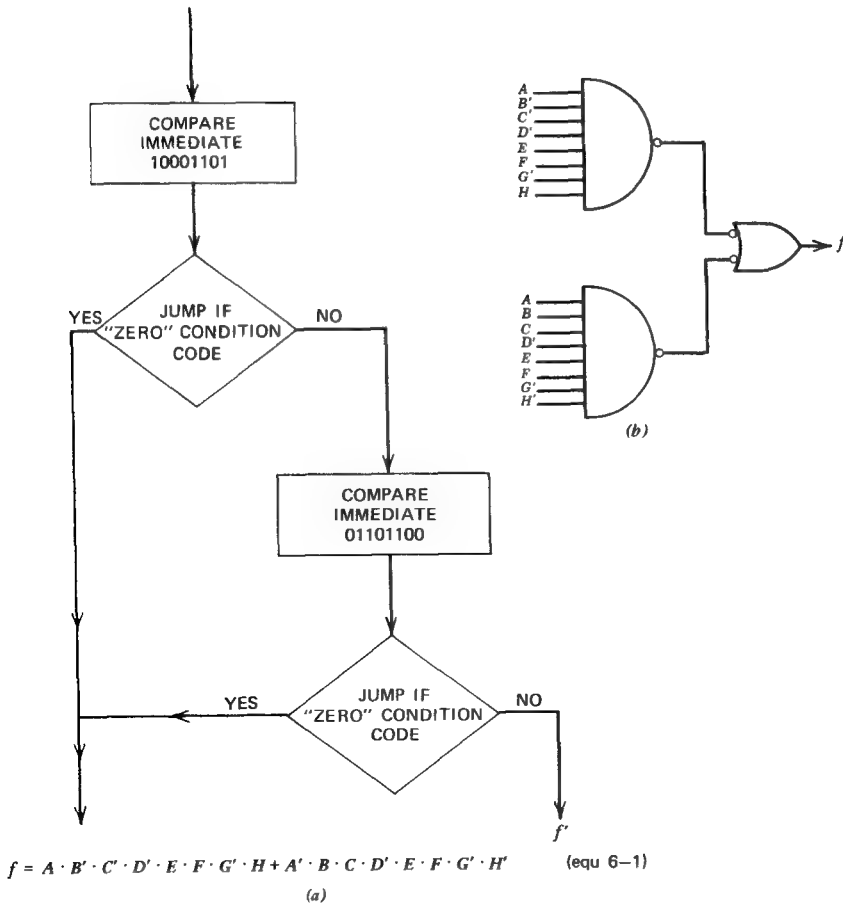 COMPARE
IMMEDIATE
10001101
JUMP IF
"ZERO" CONDITION
CODE
YES
NO
COMPARE
IMMEDIATE
01101100
JUMP IF
"ZERO" CONDITION
CODE
YES
NO
f'
f = A · B' · C' · D' · E · F · G' · H + A' · B · C · D' · E · F · G' · H' (equ 6–1)
(a)
A
B'
C'
D'
E
F
G'
H
f
A
B
C
D'
E
F
G'
H'
(b)